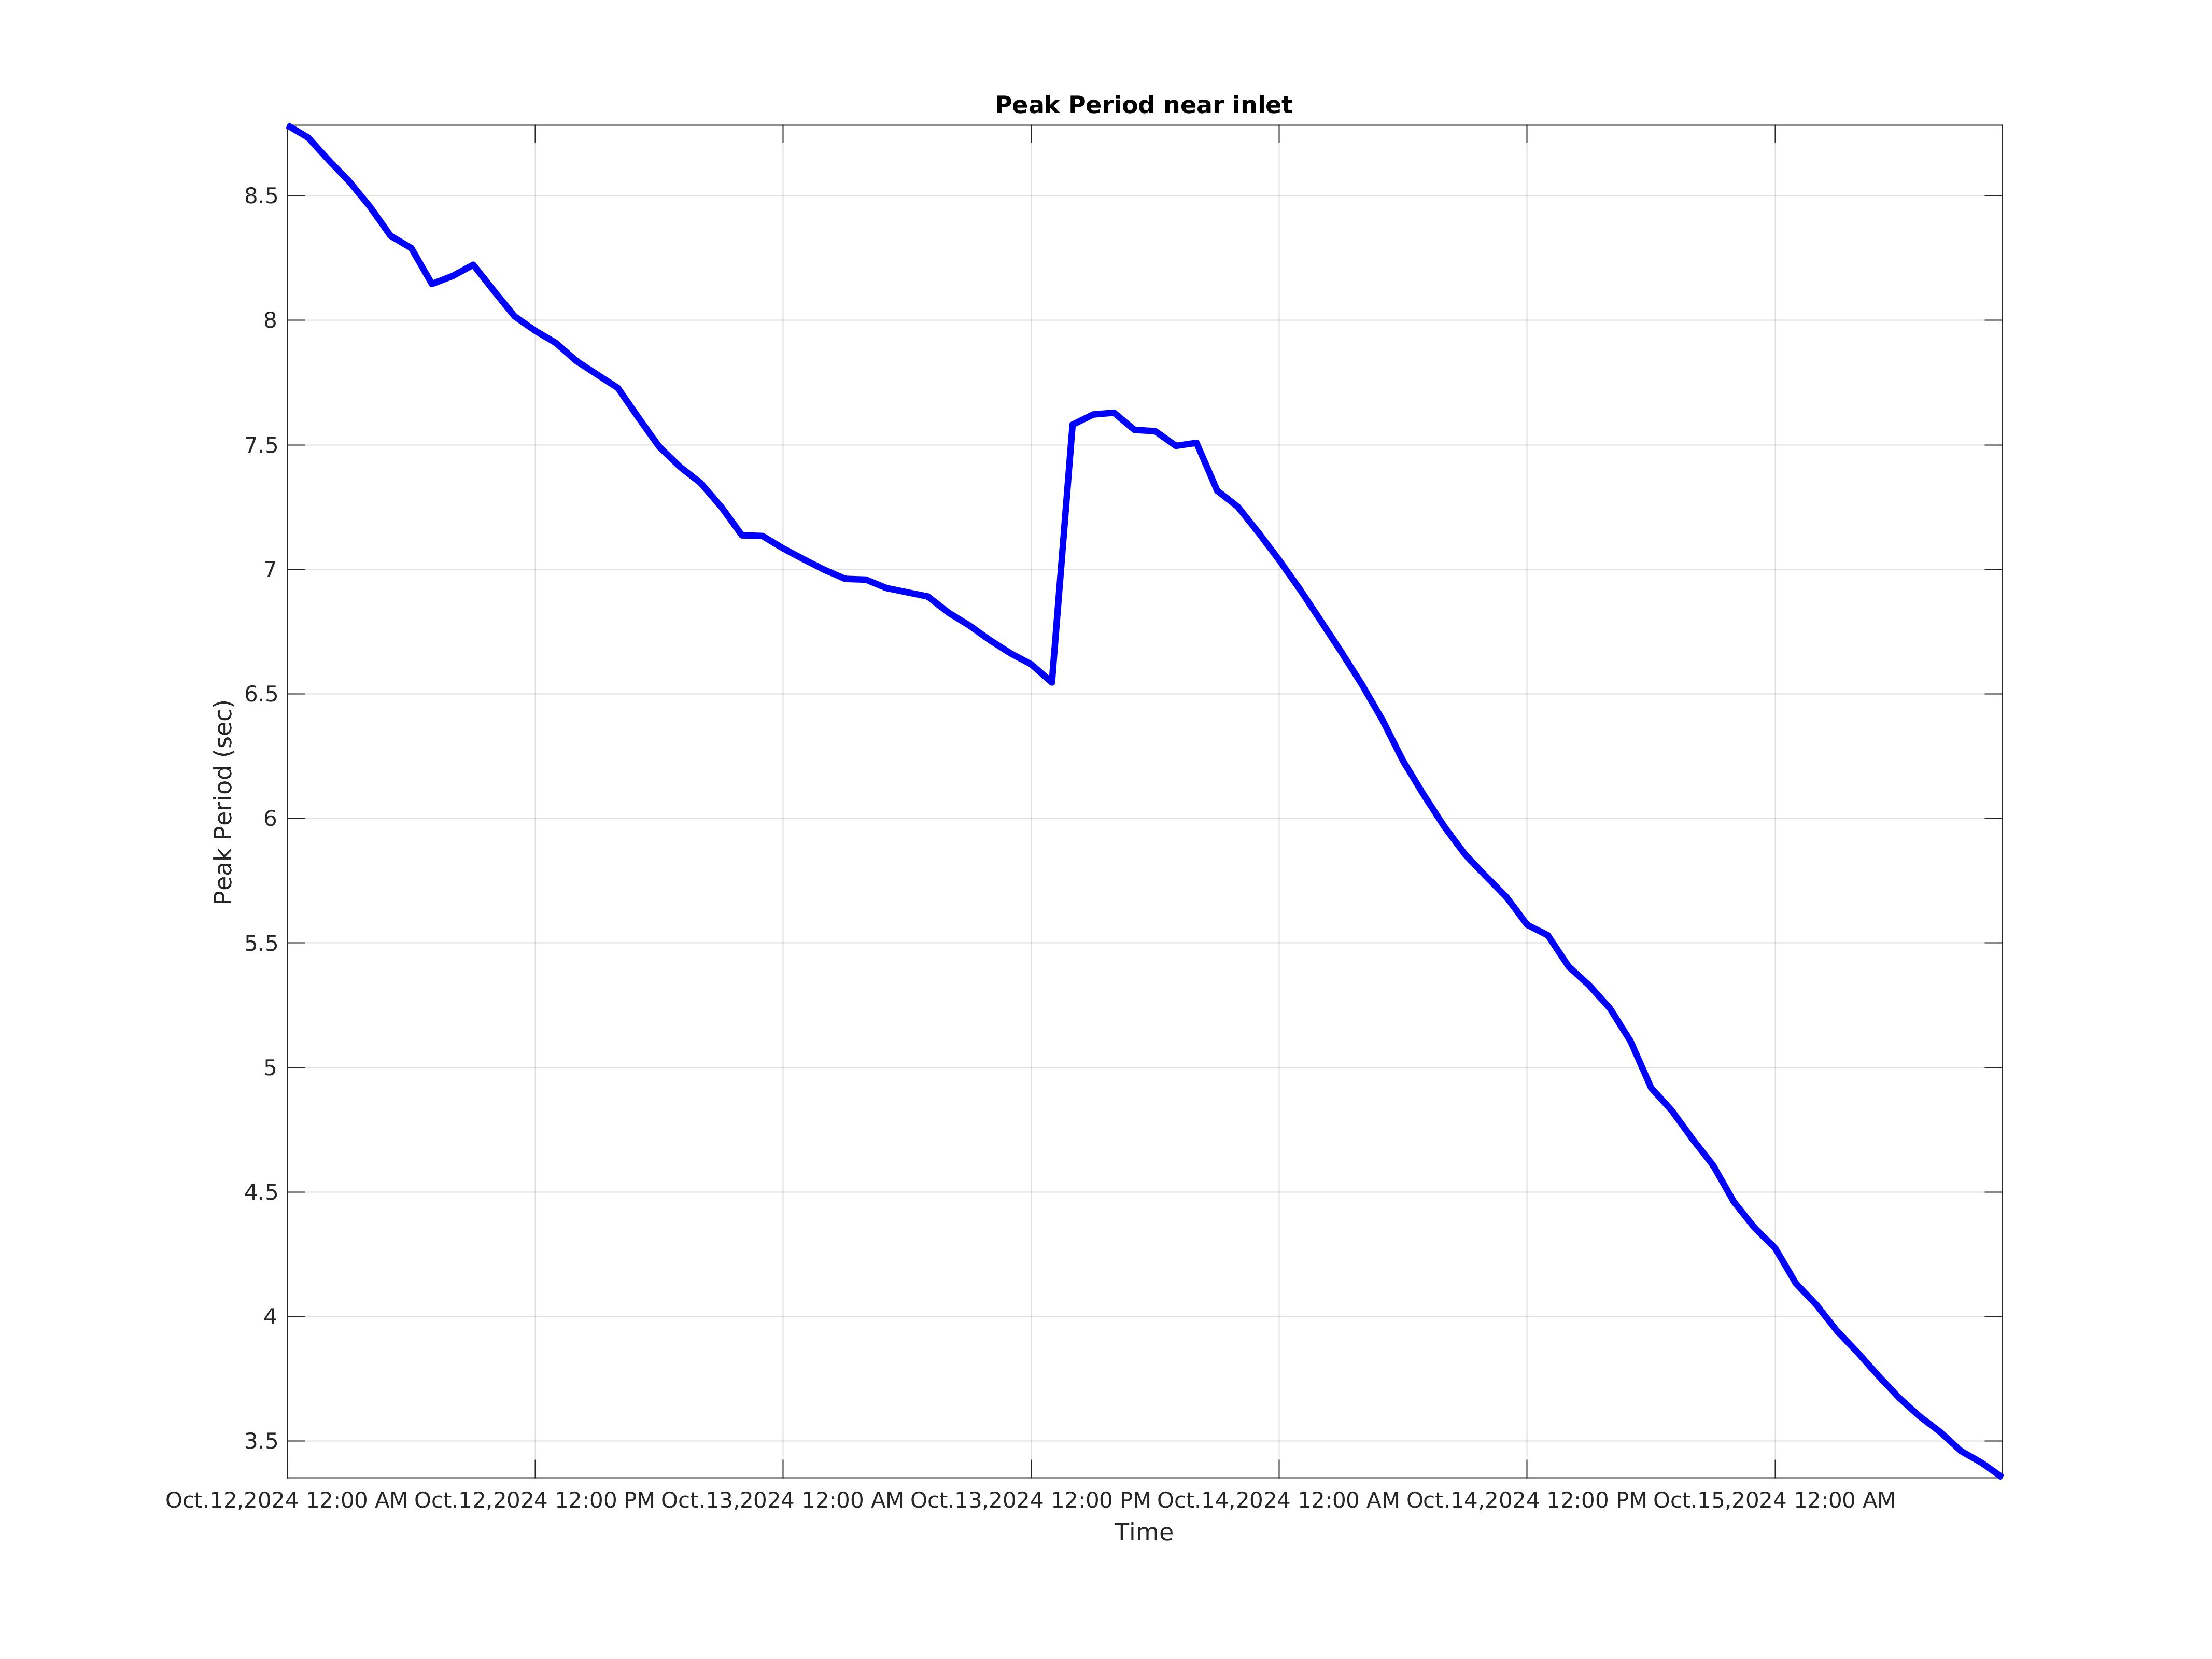 Peak Period near inlet
8.5
8
7.5
7
6.5
6
5.5
5
4.5
4
3.5
Peak Period (sec)
Oct.12,2024 12:00 AM Oct.12,2024 12:00 PM Oct.13,2024 12:00 AM Oct.13,2024 12:00 PM Oct.14,2024 12:00 AM Oct.14,2024 12:00 PM Oct.15,2024 12:00 AM
Time